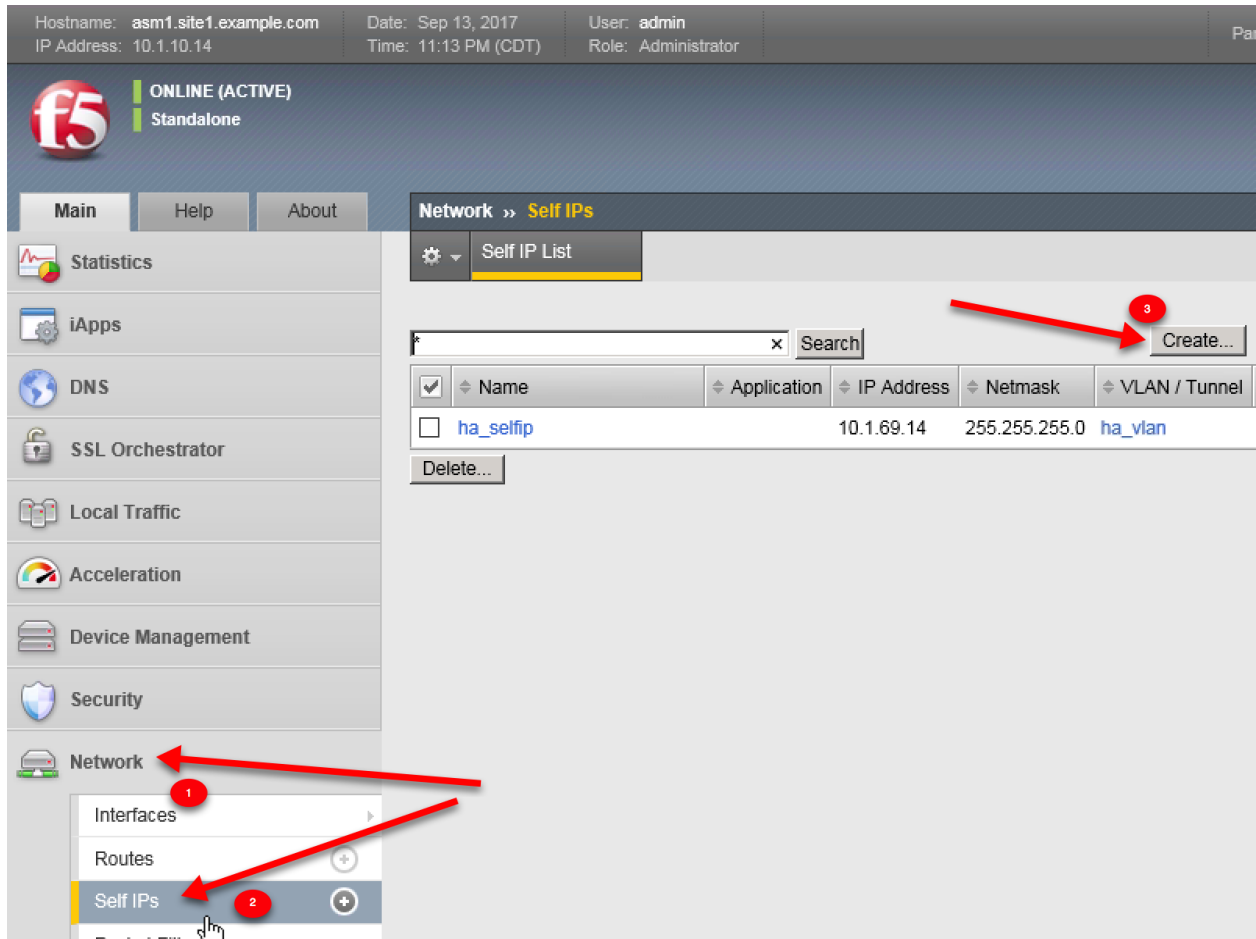 Hostname: asm1.site1.example.com Date: Sep 13, 2017 User: admin
IP Address: 10.1.10.14 Time: 11:13 PM (CDT) Role: Administrator
f5
ONLINE (ACTIVE)
Standalone
Main Help About
Network ›› Self IPs
Self IP List
Statistics
iApps
DNS
SSL Orchestrator
Local Traffic
Acceleration
Device Management
Security
Network
1
Interfaces
Routes
Self IPs
2
3
* × Search Create...
Name Application IP Address Netmask VLAN / Tunnel
ha_selfip 10.1.69.14 255.255.255.0 ha_vlan
Delete...